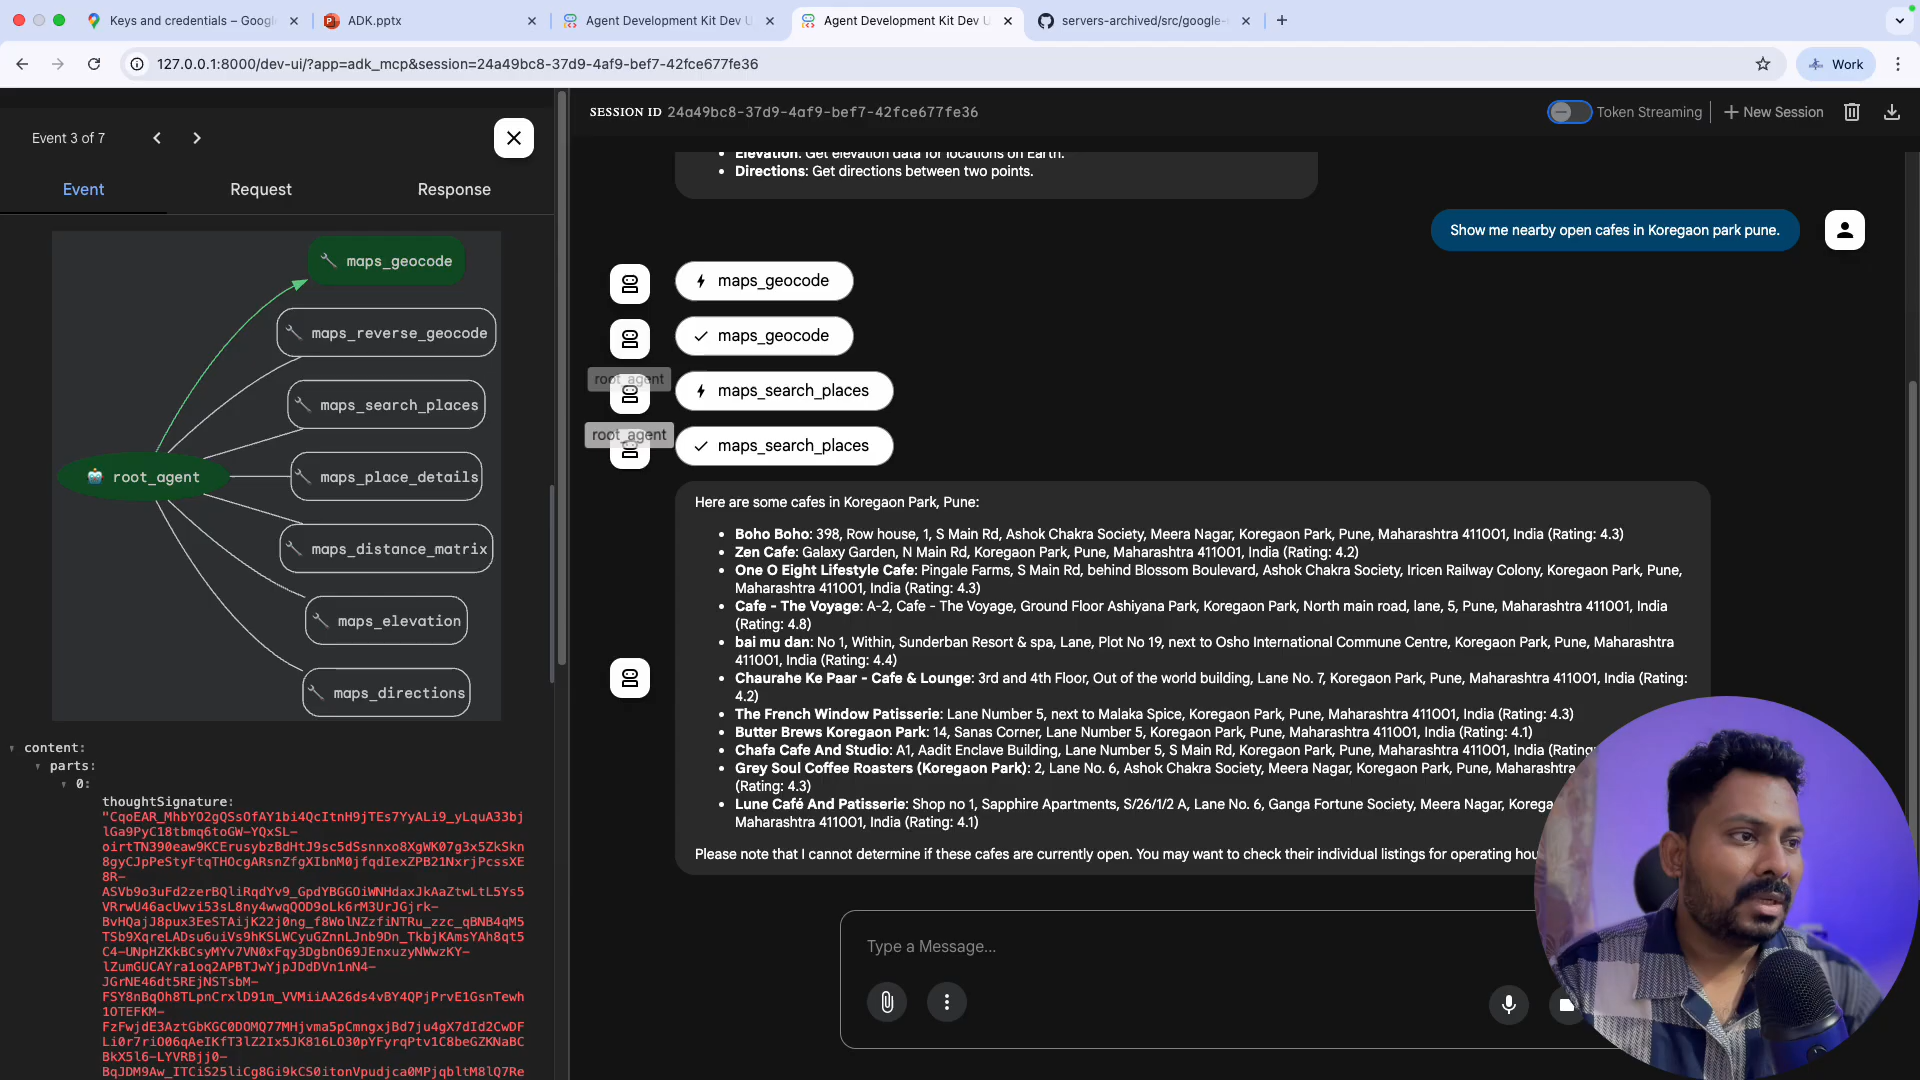 Keys and credentials – Googl
ADK.pptx
Agent Development Kit Dev U
Agent Development Kit Dev U
servers-archived/src/google-
127.0.0.1:8000/dev-ui/?app=adk_mcp&session=24a49bc8-37d9-4af9-bef7-42fce677fe36
Work
Event 3 of 7
Event
Request
Response
maps_geocode
maps_reverse_geocode
maps_search_places
root_agent
maps_place_details
maps_distance_matrix
maps_elevation
maps_directions
content:
parts:
0:
thoughtSignature:
SESSION ID 24a49bc8-37d9-4af9-bef7-42fce677fe36
Token Streaming
New Session
Elevation: Get elevation data for locations on Earth.
Directions: Get directions between two points.
Show me nearby open cafes in Koregaon park pune.
maps_geocode
maps_geocode
root_agent
maps_search_places
root_agent
maps_search_places
Here are some cafes in Koregaon Park, Pune:
• Boho Boho: 398, Row house, 1, S Main Rd, Ashok Chakra Society, Meera Nagar, Koregaon Park, Pune, Maharashtra 411001, India (Rating: 4.3)
• Zen Cafe: Galaxy Garden, N Main Rd, Koregaon Park, Pune, Maharashtra 411001, India (Rating: 4.2)
• One O Eight Lifestyle Cafe: Pingale Farms, S Main Rd, behind Blossom Boulevard, Ashok Chakra Society, Iricen Railway Colony, Koregaon Park, Pune,
Maharashtra 411001, India (Rating: 4.3)
• Cafe - The Voyage: A-2, Cafe - The Voyage, Ground Floor Ashiyana Park, Koregaon Park, North main road, lane, 5, Pune, Maharashtra 411001, India
(Rating: 4.8)
• bai mu dan: No 1, Within, Sunderban Resort & spa, Lane, Plot No 19, next to Osho International Commune Centre, Koregaon Park, Pune, Maharashtra
411001, India (Rating: 4.4)
• Chaurahe Ke Paar - Cafe & Lounge: 3rd and 4th Floor, Out of the world building, Lane No. 7, Koregaon Park, Pune, Maharashtra 411001, India (Rating:
4.2)
• The French Window Patisserie: Lane Number 5, next to Malaka Spice, Koregaon Park, Pune, Maharashtra 411001, India (Rating: 4.3)
• Butter Brews Koregaon Park: 14, Sanas Corner, Lane Number 5, Koregaon Park, Pune, Maharashtra 411001, India (Rating: 4.1)
• Chafa Cafe And Studio: A1, Aadit Enclave Building, Lane Number 5, S Main Rd, Koregaon Park, Pune, Maharashtra 411001, India (Rating:
• Grey Soul Coffee Roasters (Koregaon Park): 2, Lane No. 6, Ashok Chakra Society, Meera Nagar, Koregaon Park, Pune, Maharashtra
(Rating: 4.3)
• Lune Café And Patisserie: Shop no 1, Sapphire Apartments, S/26/1/2 A, Lane No. 6, Ganga Fortune Society, Meera Nagar, Korega
Maharashtra 411001, India (Rating: 4.1)
Please note that I cannot determine if these cafes are currently open. You may want to check their individual listings for operating hou
Type a Message...